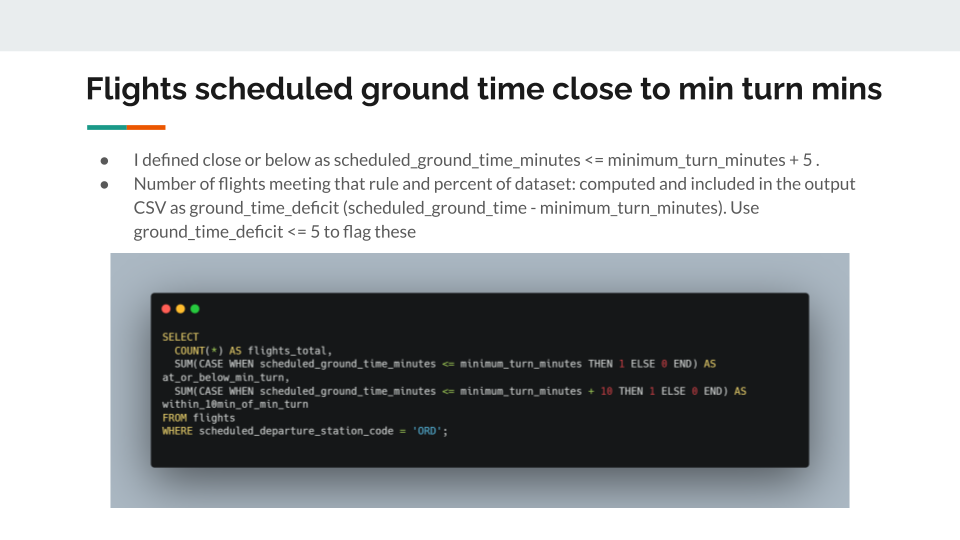 Flights scheduled ground time close to min turn mins
● I defined close or below as scheduled_ground_time_minutes <= minimum_turn_minutes + 5 .
● Number of flights meeting that rule and percent of dataset: computed and included in the output
CSV as ground_time_deficit (scheduled_ground_time - minimum_turn_minutes). Use
ground_time_deficit <= 5 to flag these
SELECT
COUNT(*) AS flights_total,
SUM(CASE WHEN scheduled_ground_time_minutes <= minimum_turn_minutes THEN 1 ELSE 0 END) AS
at_or_below_min_turn,
SUM(CASE WHEN scheduled_ground_time_minutes <= minimum_turn_minutes + 10 THEN 1 ELSE 0 END) AS
within_10min_of_min_turn
FROM flights
WHERE scheduled_departure_station_code = 'ORD';